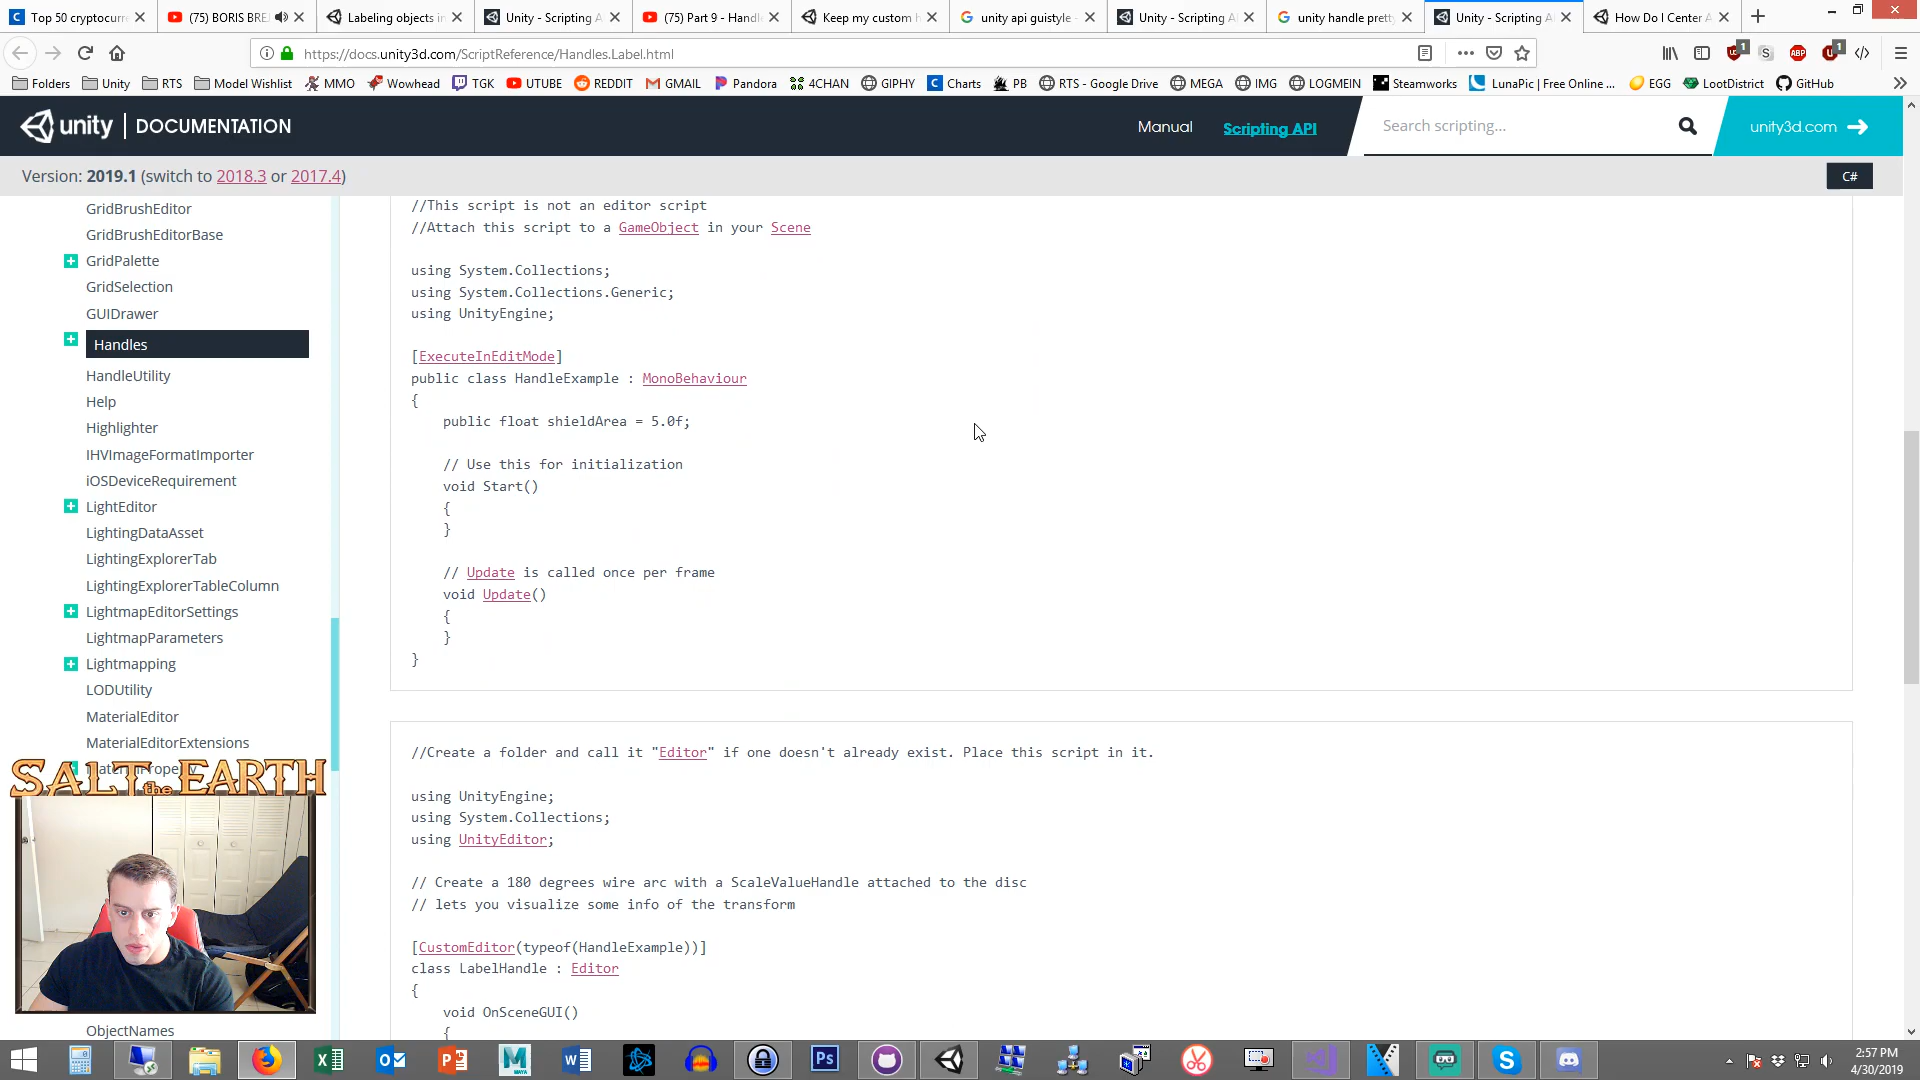 Top 50 cryptocurr
(75) BORIS BRE
Labeling objects i
Unity - Scripting A
(75) Part 9 - Handl
Keep my custom h
unity api guistyle -
Unity - Scripting A
unity handle pretty
Unity - Scripting A
How Do I Center A
https://docs.unity3d.com/ScriptReference/Handles.Label.html
1
S
ABP
1
Folders
Unity
RTS
Model Wishlist
MMO
Wowhead
TGK
UTUBE
REDDIT
GMAIL
Pandora
4CHAN
GIPHY
Charts
PB
RTS - Google Drive
MEGA
IMG
LOGMEIN
Steamworks
LunaPic | Free Online ...
EGG
LootDistrict
GitHub
unity | DOCUMENTATION
Manual
Scripting API
Search scripting...
unity3d.com
Version: 2019.1 (switch to 2018.3 or 2017.4)
C#
GridBrushEditor
GridBrushEditorBase
GridPalette
GridSelection
GUIDrawer
Handles
HandleUtility
Help
Highlighter
IHVImageFormatImporter
iOSDeviceRequirement
LightEditor
LightingDataAsset
LightingExplorerTab
LightingExplorerTableColumn
LightmapEditorSettings
LightmapParameters
Lightmapping
LODUtility
MaterialEditor
MaterialEditorExtensions
SALT the EARTH
ObjectNames
//This script is not an editor script
//Attach this script to a GameObject in your Scene
using System.Collections;
using System.Collections.Generic;
using UnityEngine;
[ExecuteInEditMode]
public class HandleExample : MonoBehaviour
{
public float shieldArea = 5.0f;
// Use this for initialization
void Start()
{
}
// Update is called once per frame
void Update()
{
}
}
//Create a folder and call it "Editor" if one doesn't already exist. Place this script in it.
using UnityEngine;
using System.Collections;
using UnityEditor;
// Create a 180 degrees wire arc with a ScaleValueHandle attached to the disc
// lets you visualize some info of the transform
[CustomEditor(typeof(HandleExample))]
class LabelHandle : Editor
{
void OnSceneGUI()
{
2:57 PM
4/30/2019